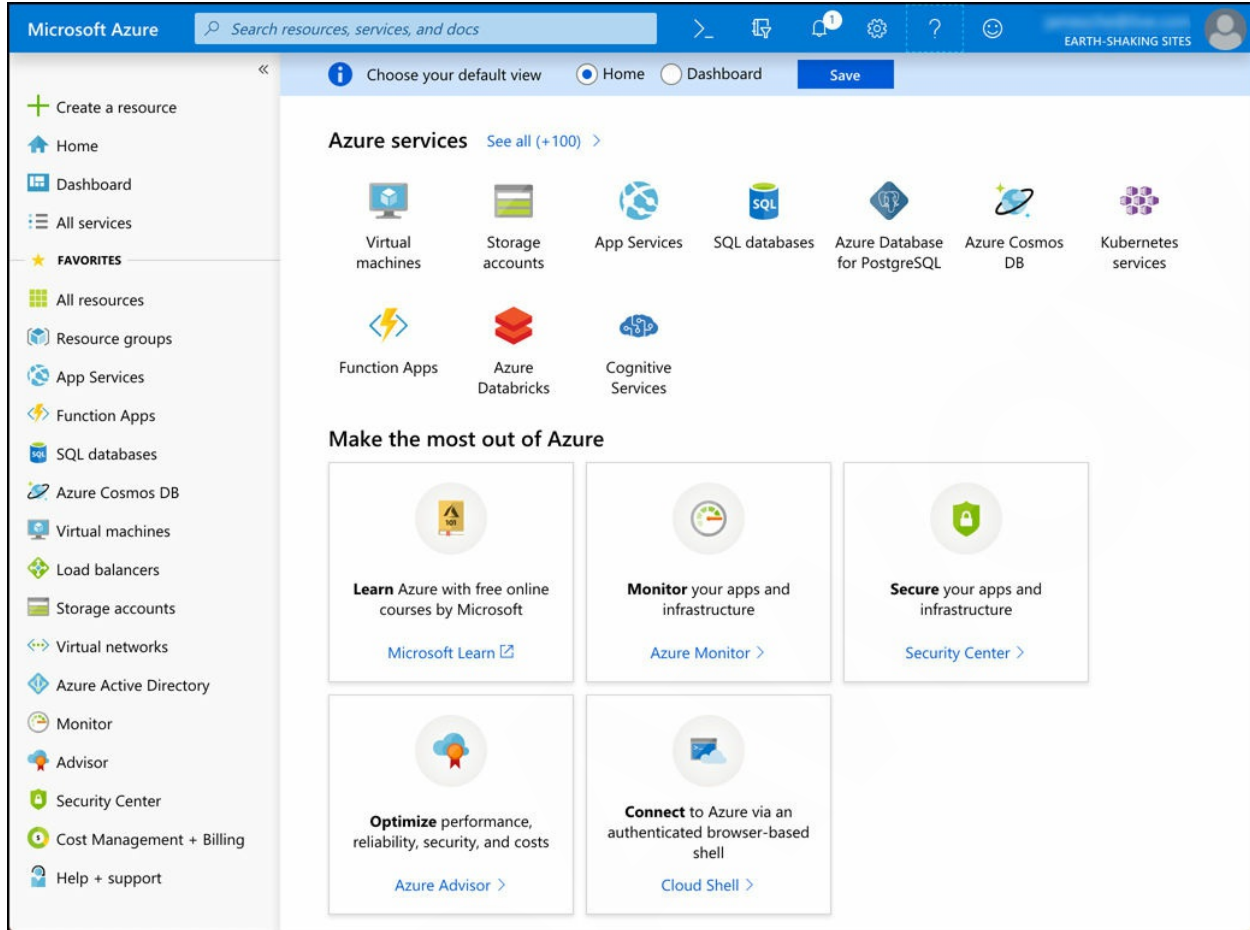 Microsoft Azure
Search resources, services, and docs
1
EARTH-SHAKING SITES
Choose your default view
Home
Dashboard
Save
Create a resource
Home
Dashboard
All services
FAVORITES
All resources
Resource groups
App Services
Function Apps
SQL databases
Azure Cosmos DB
Virtual machines
Load balancers
Storage accounts
Virtual networks
Azure Active Directory
Monitor
Advisor
Security Center
Cost Management + Billing
Help + support
Azure services See all (+100)
Virtual
machines
Storage
accounts
App Services
SQL
SQL databases
Azure Database
for PostgreSQL
Azure Cosmos
DB
Kubernetes
services
Function Apps
Azure
Databricks
Cognitive
Services
Make the most out of Azure
101
Learn Azure with free online
courses by Microsoft
Microsoft Learn
Monitor your apps and
infrastructure
Azure Monitor
Secure your apps and
infrastructure
Security Center
Optimize performance,
reliability, security, and costs
Azure Advisor
Connect to Azure via an
authenticated browser-based
shell
Cloud Shell